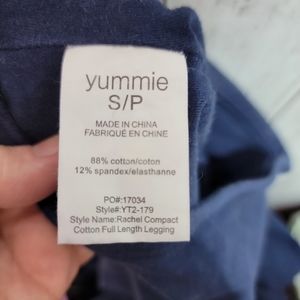 yummie
S/P
MADE IN CHINA
FABRIQUÉ EN CHINE
88% cotton/coton
12% spandex/elasthanne
PO#:17034
Style#:YT2-179
Style Name:Rachel Compact
Cotton Full Length Legging